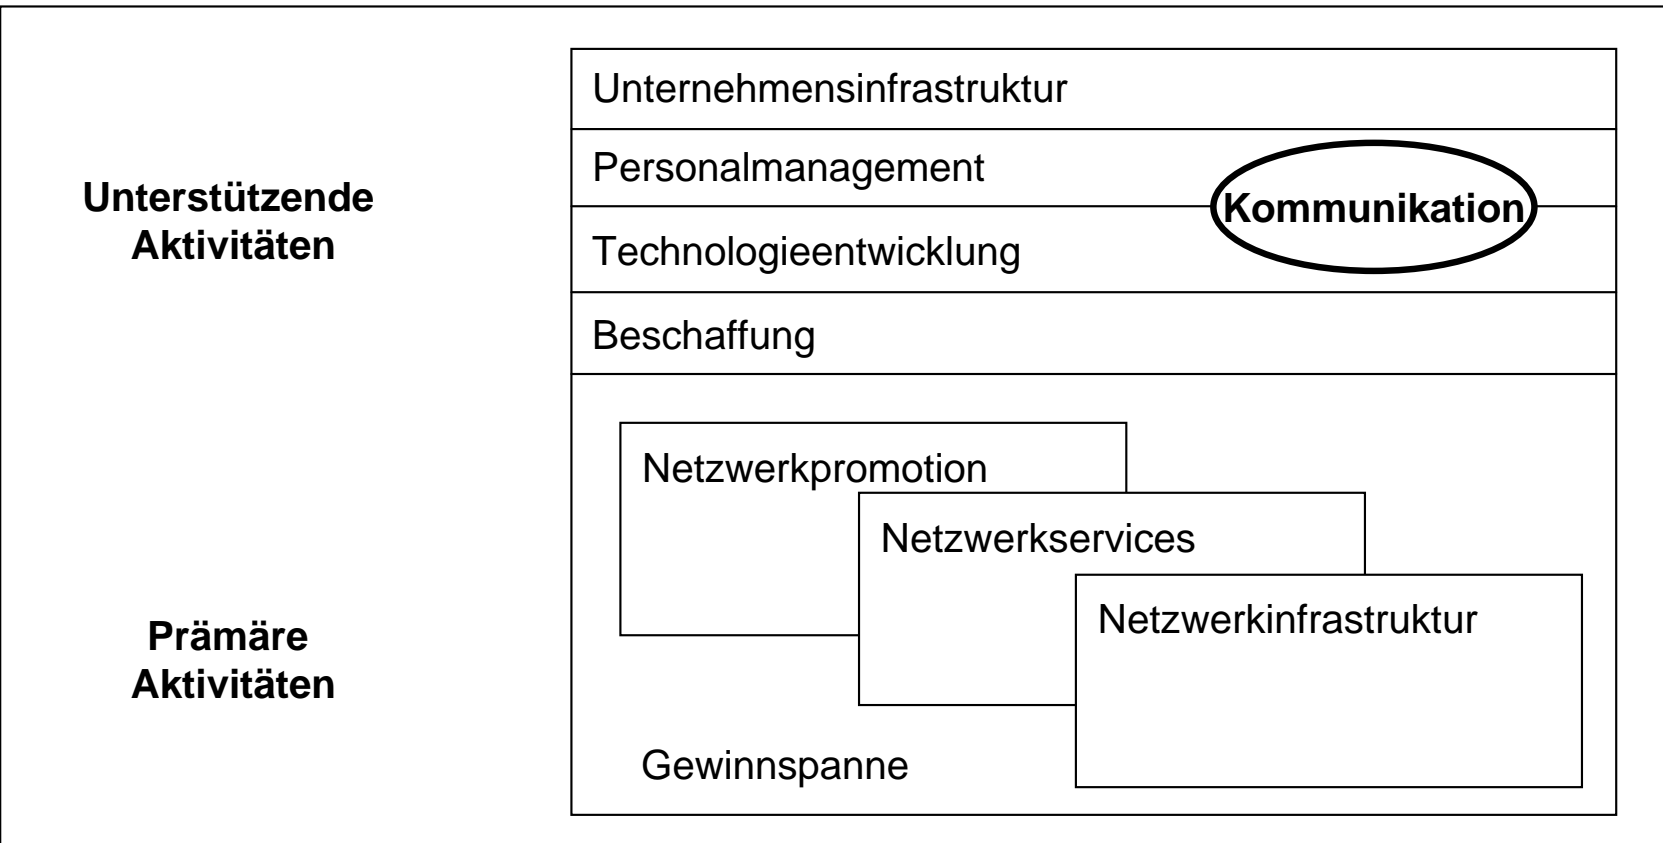 Unterstützende
Aktivitäten
Unternehmensinfrastruktur
Personalmanagement
Kommunikation
Technologieentwicklung
Beschaffung
Prämäre
Aktivitäten
Netzwerkpromotion
Netzwerkservices
Netzwerkinfrastruktur
Gewinnspanne